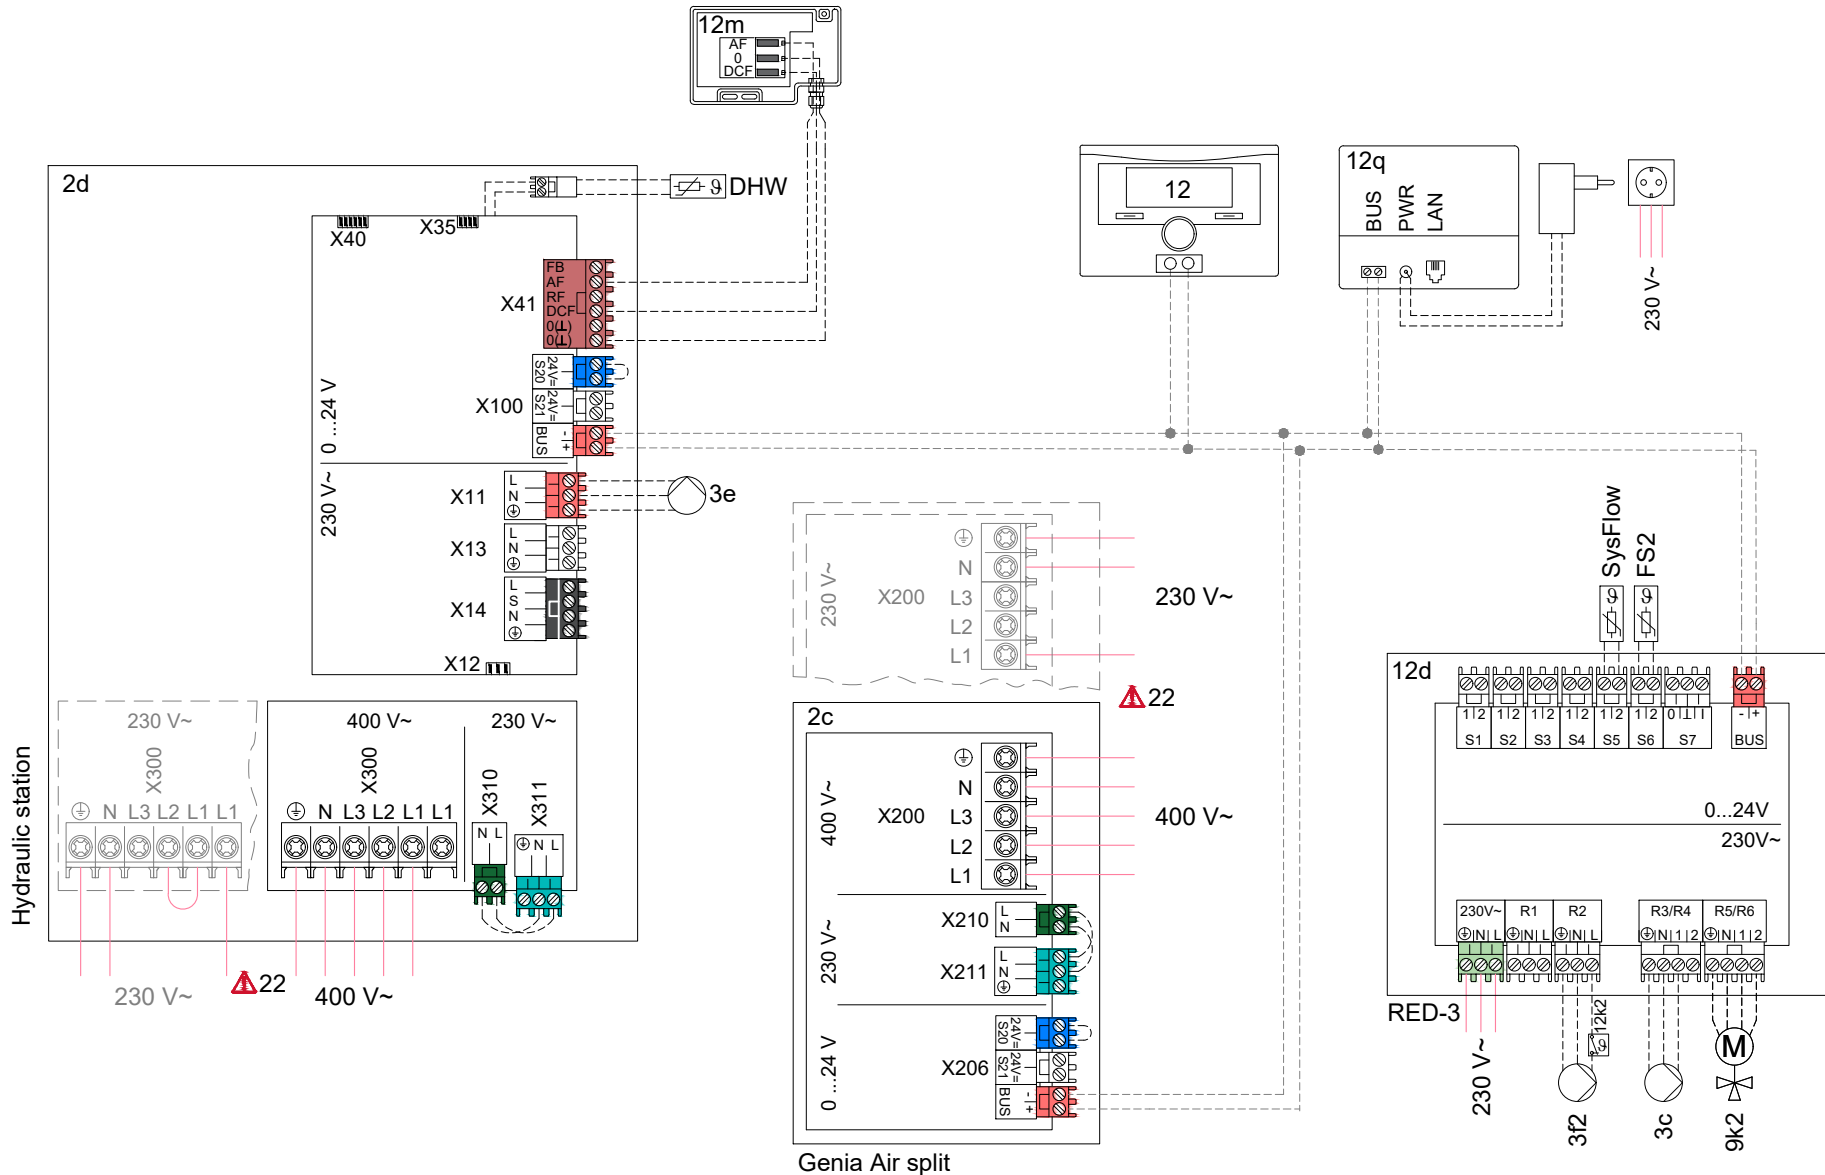 12m
AF
0
DCF
2d
DHW
X40
X35
FB
AF
RF
DCF
0(⊥)
0(⊥)
X41
24V=
S20
24V=
S21
X100
BUS
-
+
0 ...24 V
230 V~
L
N
X11
3e
L
N
X13
L
S
N
X14
X12
230 V~
X300
N L3 L2 L1 L1
400 V~
X300
N L3 L2 L1 L1
230 V~
X310
N L
X311
N L
Hydraulic station
230 V~
22
400 V~
12
12q
BUS
PWR
LAN
230 V~
230 V~
X200
N
L3
L2
L1
230 V~
22
2c
400 V~
X200
N
L3
L2
L1
400 V~
230 V~
X210
L
N
X211
L
N
0 ...24 V
24V=
S20
24V=
S21
X206
BUS
-
+
Genia Air split
SysFlow
FS2
12d
1|2 1|2 1|2 1|2 1|2 1|2 0|⊥|I -|+
S1 S2 S3 S4 S5 S6 S7 BUS
0...24V
230V~
230V~ R1 R2 R3/R4 R5/R6
|N|L |N|L |N|L |N|1|2 |N|1|2
RED-3
230 V~
12k2
3f2
3c
M
9k2